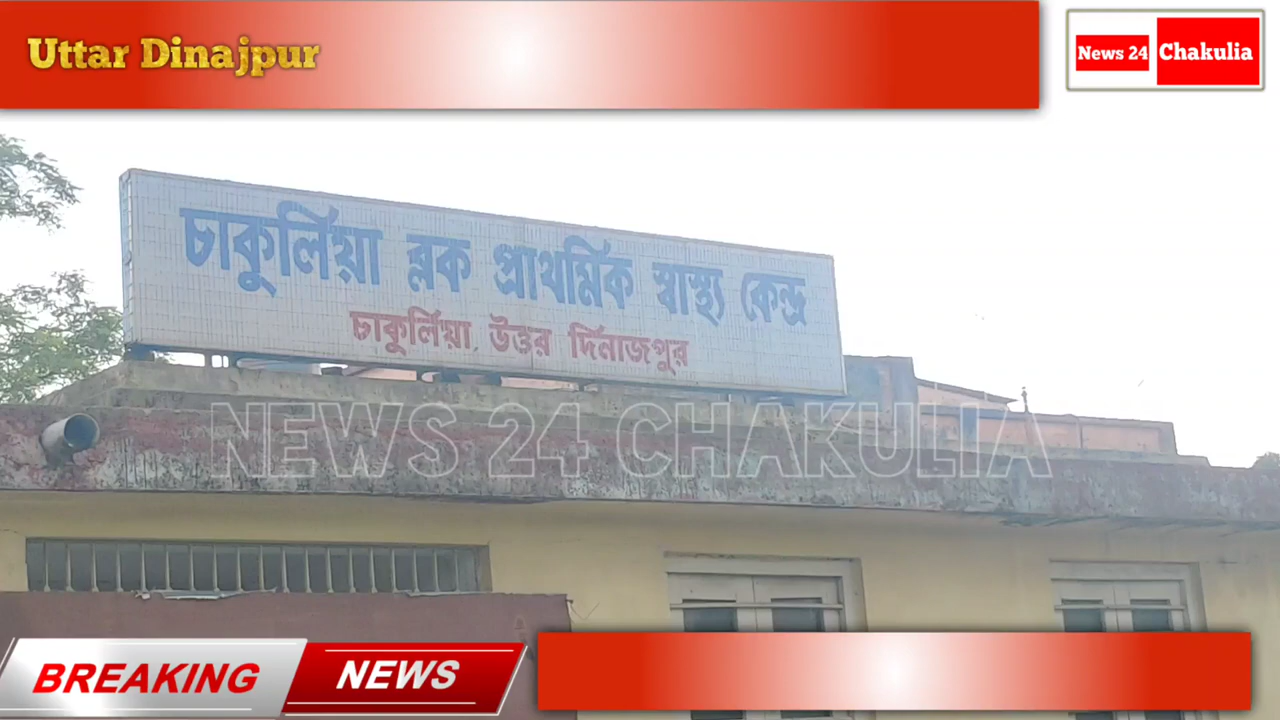 Uttar Dinajpur
News 24 Chakulia
চাকুলিয়া ব্লক প্রাথমিক স্বাস্থ্য কেন্দ্র
চাকুলিয়া, উত্তর দিনাজপুর
NEWS 24 CHAKULIA
BREAKING NEWS